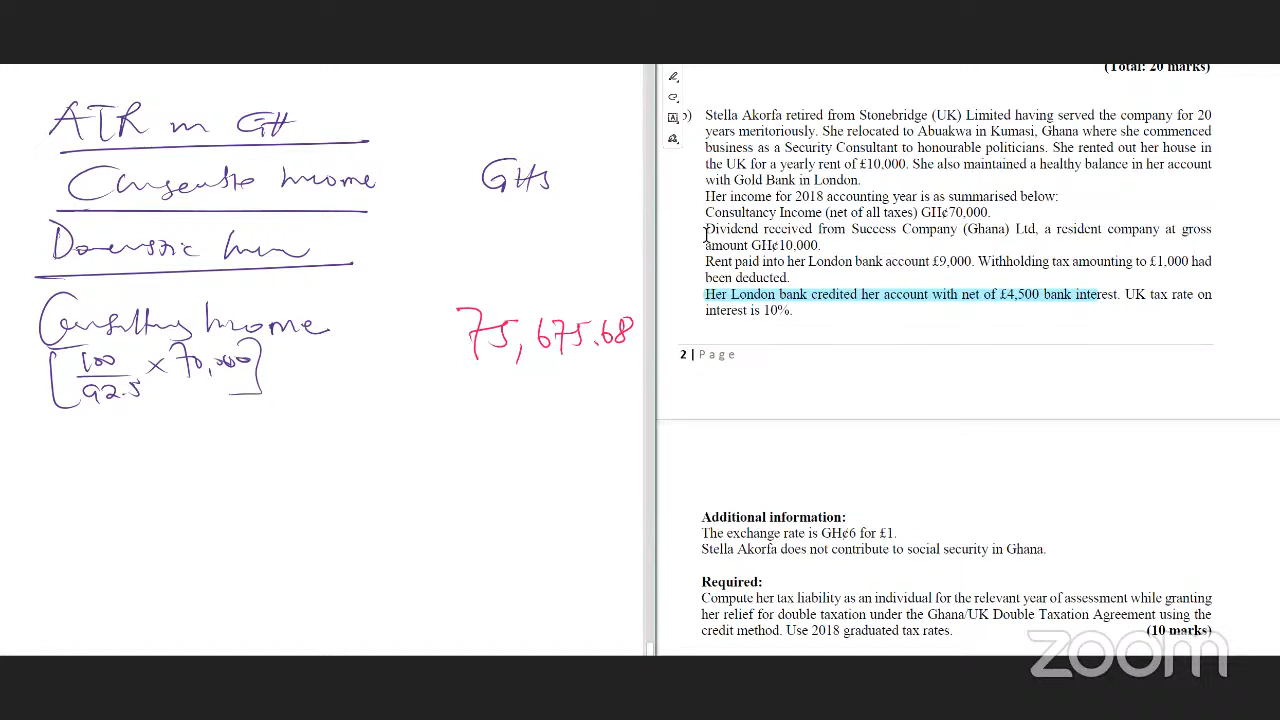 ATR in GH
Income GHs
Domestic
Consulting Income 75,675.68
[100/92.5 × 70,000]
(Total: 20 marks)
Stella Akorfa retired from Stonebridge (UK) Limited having served the company for 20
years meritoriously. She relocated to Abuakwa in Kumasi, Ghana where she commenced
business as a Security Consultant to honourable politicians. She rented out her house in
the UK for a yearly rent of £10,000. She also maintained a healthy balance in her account
with Gold Bank in London.
Her income for 2018 accounting year is as summarised below:
Consultancy Income (net of all taxes) GH¢70,000.
Dividend received from Success Company (Ghana) Ltd, a resident company at gross
amount GH¢10,000.
Rent paid into her London bank account £9,000. Withholding tax amounting to £1,000 had
been deducted.
Her London bank credited her account with net of £4,500 bank interest. UK tax rate on
interest is 10%.
2 | Page
Additional information:
The exchange rate is GH¢6 for £1.
Stella Akorfa does not contribute to social security in Ghana.
Required:
Compute her tax liability as an individual for the relevant year of assessment while granting
her relief for double taxation under the Ghana/UK Double Taxation Agreement using the
credit method. Use 2018 graduated tax rates. (10 marks)
zoom